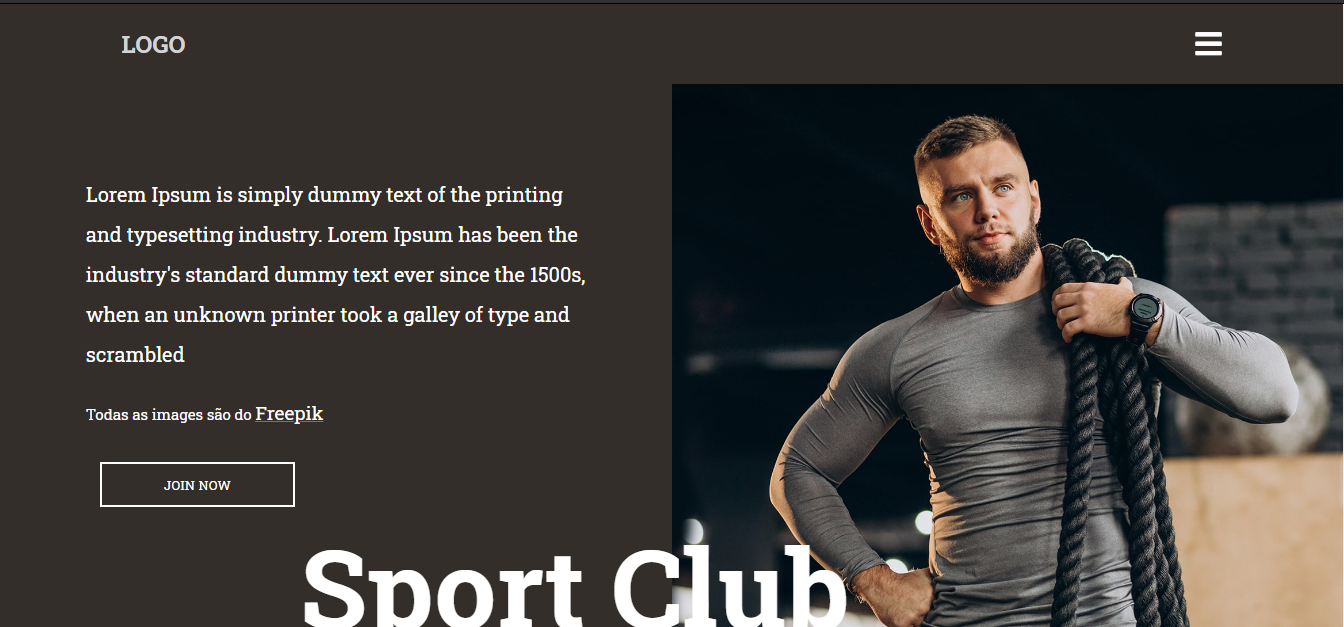 LOGO
Lorem Ipsum is simply dummy text of the printing
and typesetting industry. Lorem Ipsum has been the
industry's standard dummy text ever since the 1500s,
when an unknown printer took a galley of type and
scrambled
Todas as images são do Freepik
JOIN NOW
Sport Club